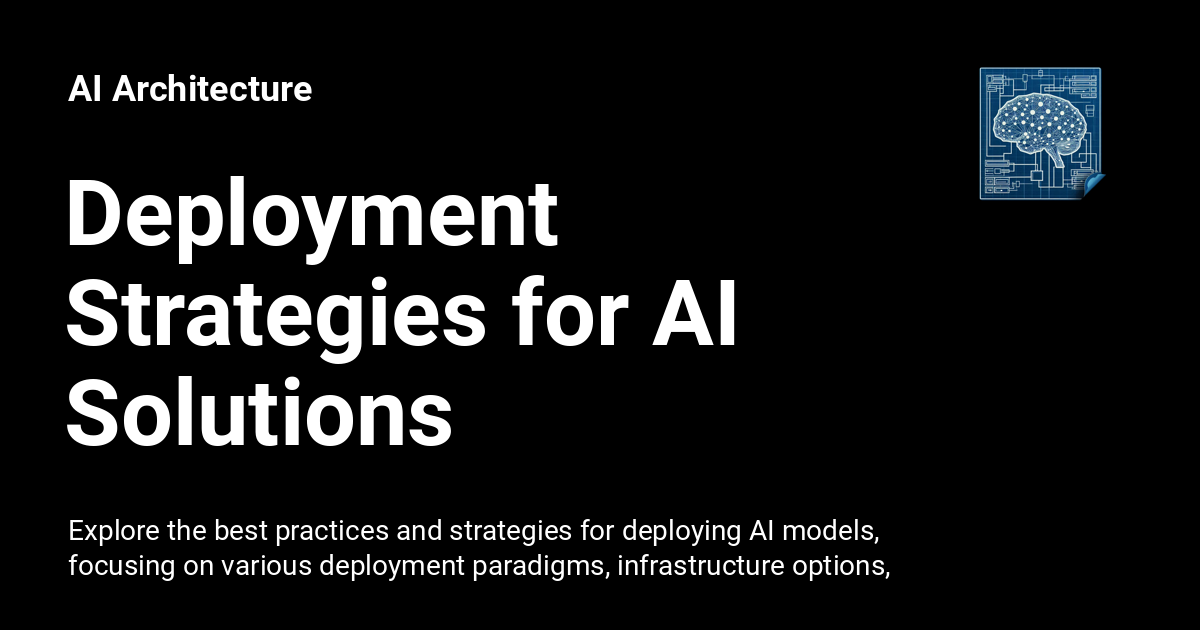 AI Architecture
Deployment
Strategies for AI
Solutions
Explore the best practices and strategies for deploying AI models,
focusing on various deployment paradigms, infrastructure options,